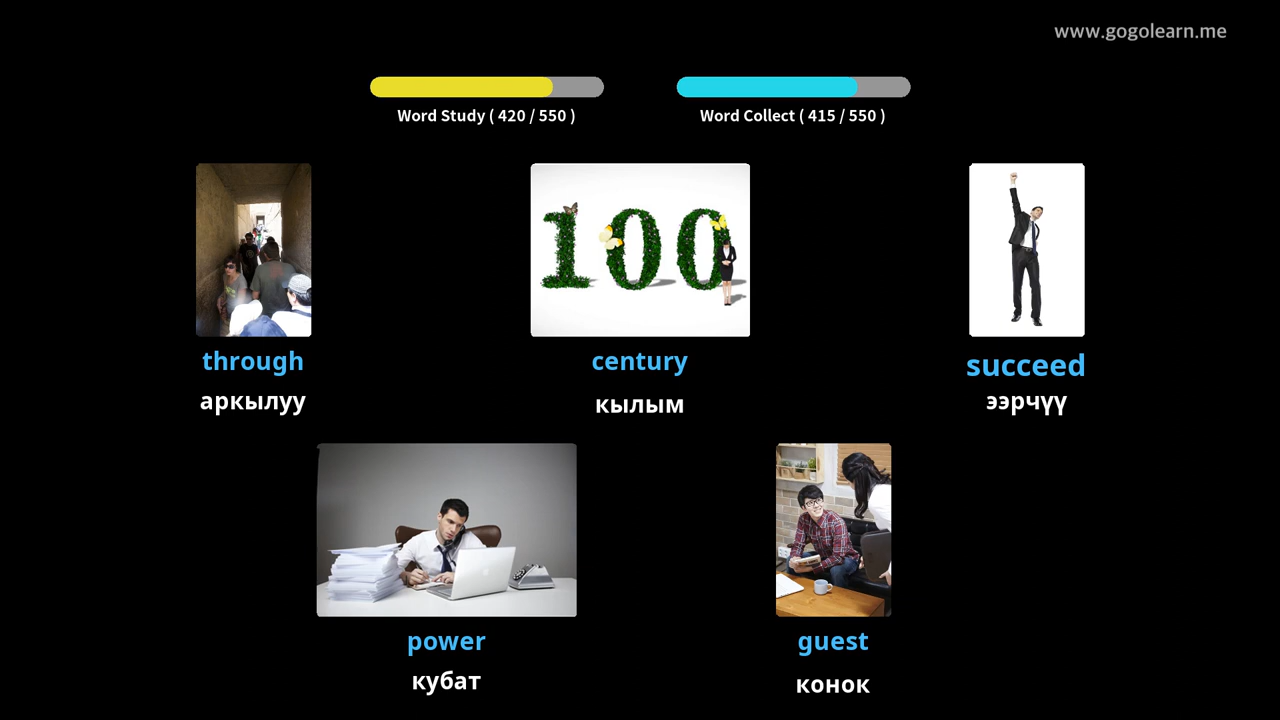 www.gogolearn.me
Word Study ( 420 / 550 )
Word Collect ( 415 / 550 )
100
through
аркылуу
century
кылым
succeed
ээрчүү
power
кубат
guest
конок